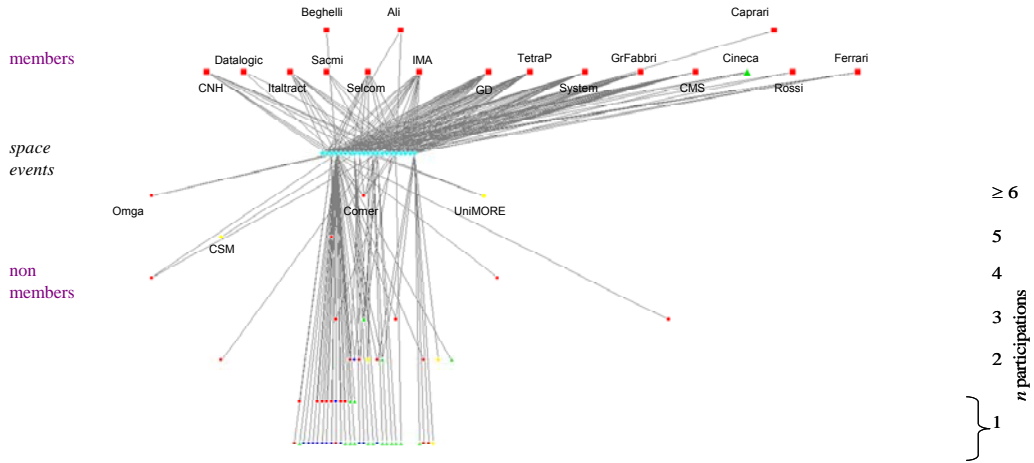 Beghelli Ali Caprari
members
Datalogic Sacmi IMA TetraP GrFabbri Cineca Ferrari
CNH Italtract Selcom GD System CMS Rossi
space
events
≥ 6
Omga Comer UniMORE
5
CSM
non
members
4
3
2
1
n participations